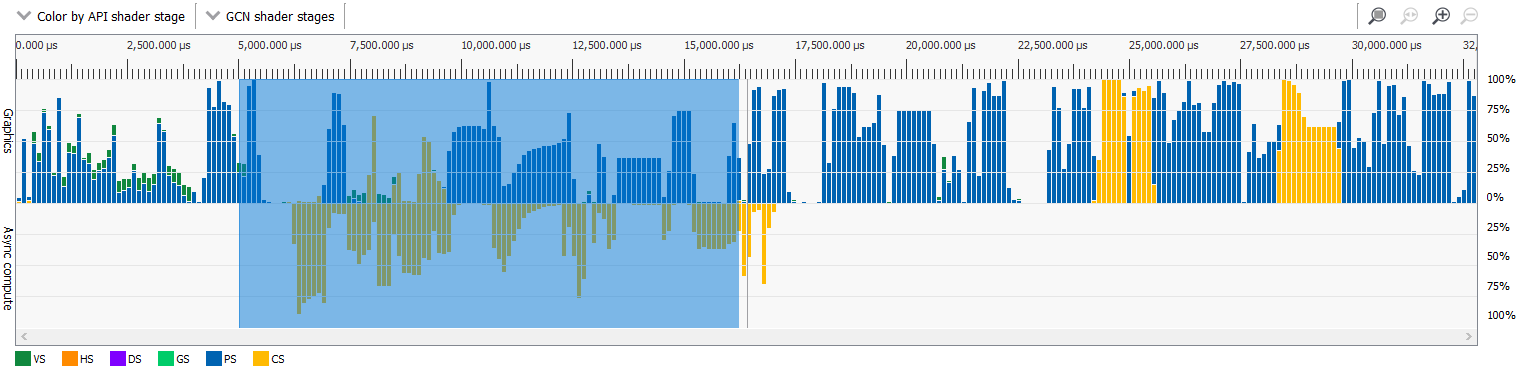 Color by API shader stage GCN shader stages
0.000 µs 2,500.000 µs 5,000.000 µs 7,500.000 µs 10,000.000 µs 12,500.000 µs 15,000.000 µs 17,500.000 µs 20,000.000 µs 22,500.000 µs 25,000.000 µs 27,500.000 µs 30,0000.000 µs 32,
Graphics
100%
75%
50%
25%
0%
Async compute
25%
50%
75%
100%
VS HS DS GS PS CS